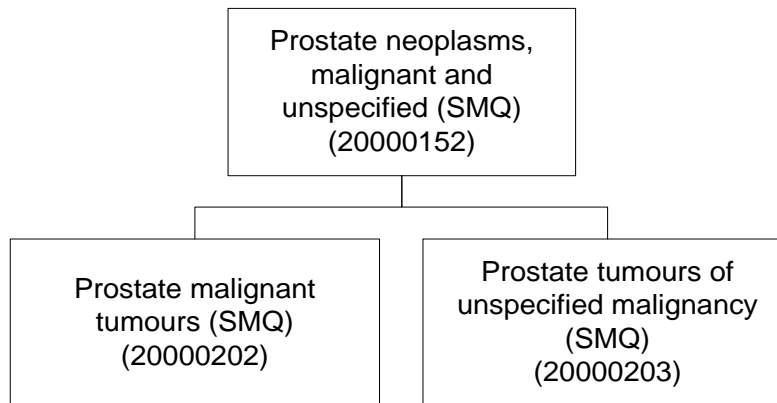 Prostate neoplasms,
malignant and
unspecified (SMQ)
(20000152)
Prostate malignant
tumours (SMQ)
(20000202)
Prostate tumours of
unspecified malignancy
(SMQ)
(20000203)